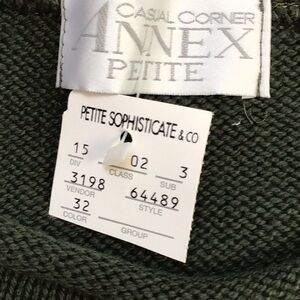 CASUAL CORNER
ANNEX
PETITE
PETITE SOPHISTICATE & CO
15 02 3
DIV CLASS SUB
3198 64489
VENDOR STYLE
32
COLOR GROUP